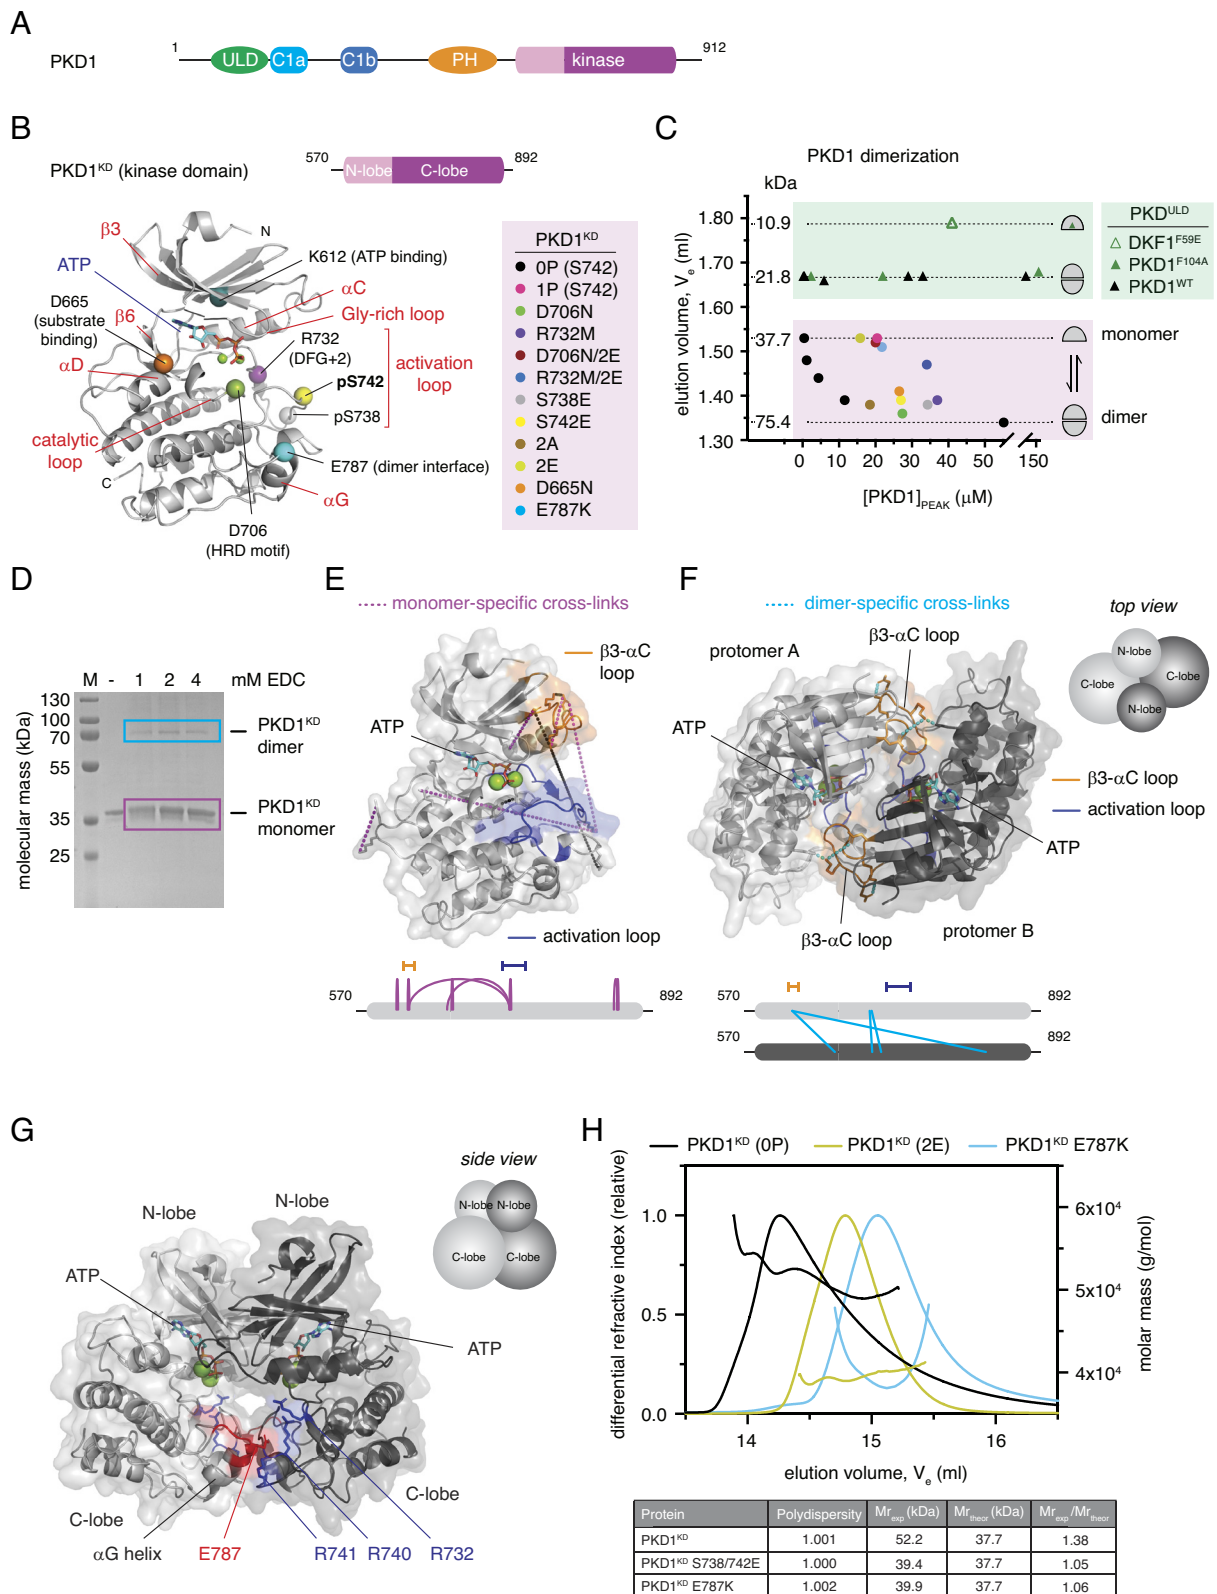 A
PKD1
1
ULD
C1a
C1b
PH
kinase
912
B
PKD1KD (kinase domain)
570
N-lobe
C-lobe
892
β3
N
ATP
K612 (ATP binding)
D665
(substrate
binding)
β6
αC
Gly-rich loop
R732
(DFG+2)
activation
loop
αD
pS742
pS738
catalytic
loop
E787 (dimer interface)
C
αG
D706
(HRD motif)
PKD1KD
0P (S742)
1P (S742)
D706N
R732M
D706N/2E
R732M/2E
S738E
S742E
2A
2E
D665N
E787K
C
PKD1 dimerization
kDa
elution volume, Ve (ml)
1.80
1.70
1.60
1.50
1.40
1.30
10.9
21.8
37.7
75.4
0
10
20
30
40
50
150
[PKD1]PEAK (μM)
monomer
dimer
PKDULD
DKF1F59E
PKD1F104A
PKD1WT
D
M
-
1
2
4
mM EDC
molecular mass (kDa)
130
100
70
55
35
25
PKD1KD
dimer
PKD1KD
monomer
E
monomer-specific cross-links
β3-αC
loop
ATP
activation loop
570
892
F
dimer-specific cross-links
top view
protomer A
β3-αC loop
ATP
N-lobe
C-lobe
C-lobe
N-lobe
β3-αC loop
activation loop
ATP
β3-αC loop
protomer B
570
892
570
892
G
side view
N-lobe
N-lobe
N-lobe
N-lobe
C-lobe
C-lobe
ATP
ATP
C-lobe
C-lobe
αG helix
E787
R741
R740
R732
H
PKD1KD (0P)
PKD1KD (2E)
PKD1KD E787K
differential refractive index (relative)
1.0
0.5
0.0
6x10⁴
5x10⁴
4x10⁴
molar mass (g/mol)
14
15
16
elution volume, Ve (ml)
Protein Polydispersity Mrexp (kDa) Mrtheor (kDa) Mrexp/Mrtheor
PKD1KD 1.001 52.2 37.7 1.38
PKD1KD S738/742E 1.000 39.4 37.7 1.05
PKD1KD E787K 1.002 39.9 37.7 1.06